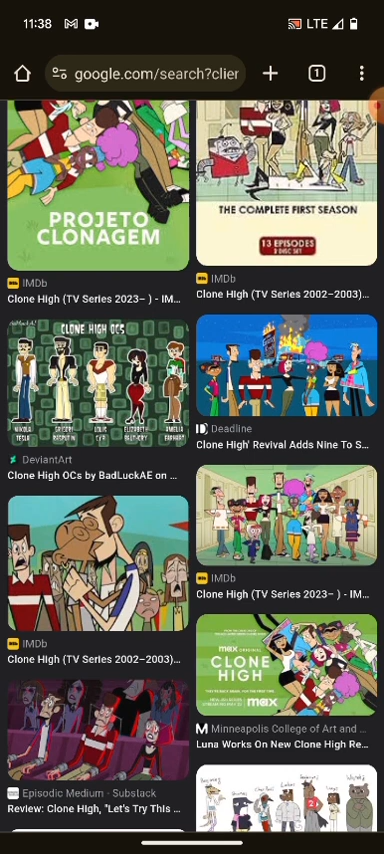 11:38
LTE
google.com/search?clier
1
PROJETO
CLONAGEM
IMDb
Clone High (TV Series 2023– ) - IM...
THE COMPLETE FIRST SEASON
13 EPISODES
IMDb
Clone High (TV Series 2002–2003)...
CLONE HIGH OCS
NIKOLA
TESLA
GRIGORI
RASPUTIN
ELIZABETH
BATHORY
AMELIA
EARHART
DeviantArt
Clone High OCs by BadLuckAE on ...
Deadline
Clone High' Revival Adds Nine To S...
IMDb
Clone High (TV Series 2002–2003)...
IMDb
Clone High (TV Series 2023– ) - IM...
max ORIGINAL
CLONE
HIGH
max
Minneapolis College of Art and ...
Luna Works On New Clone High Re...
Episodic Medium · Substack
Review: Clone High, "Let's Try This ...